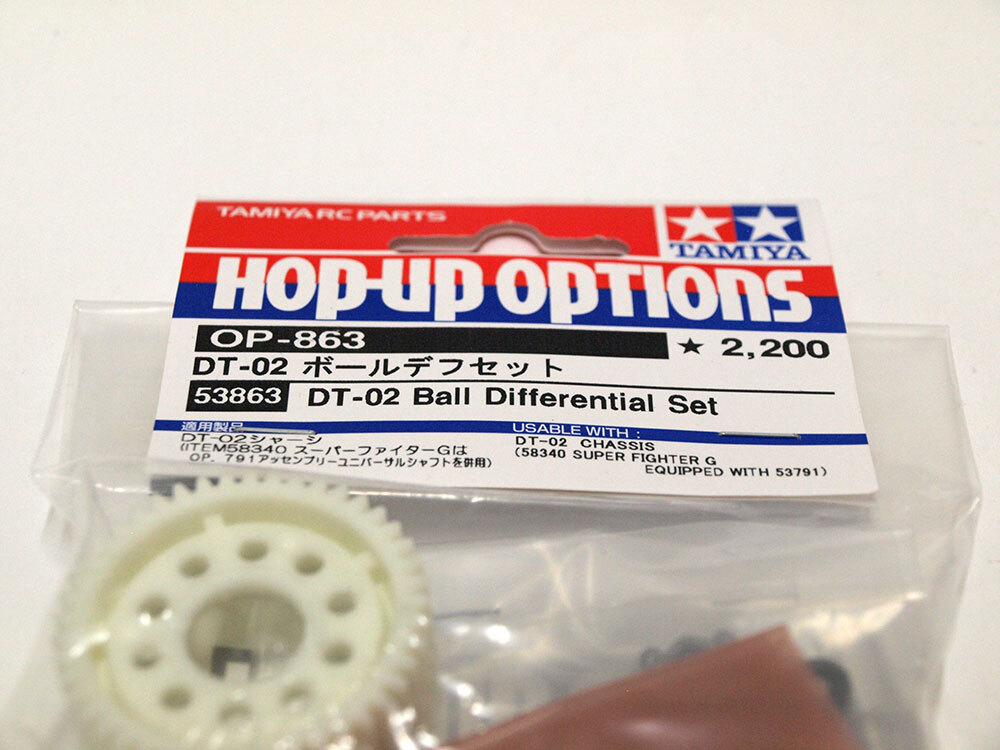 TAMIYA RC PARTS
TAMIYA
HOP-UP OPTIONS
OP-863
★ 2,200
DT-02 ボールデフセット
53863 DT-02 Ball Differential Set
適用製品
DT-02シャーシ
(ITEM58340 スーパーファイターGは
OP. 791アッセンブリーユニバーサルシャフトを併用)
USABLE WITH :
DT-02 CHASSIS
(58340 SUPER FIGHTER G
EQUIPPED WITH 53791)